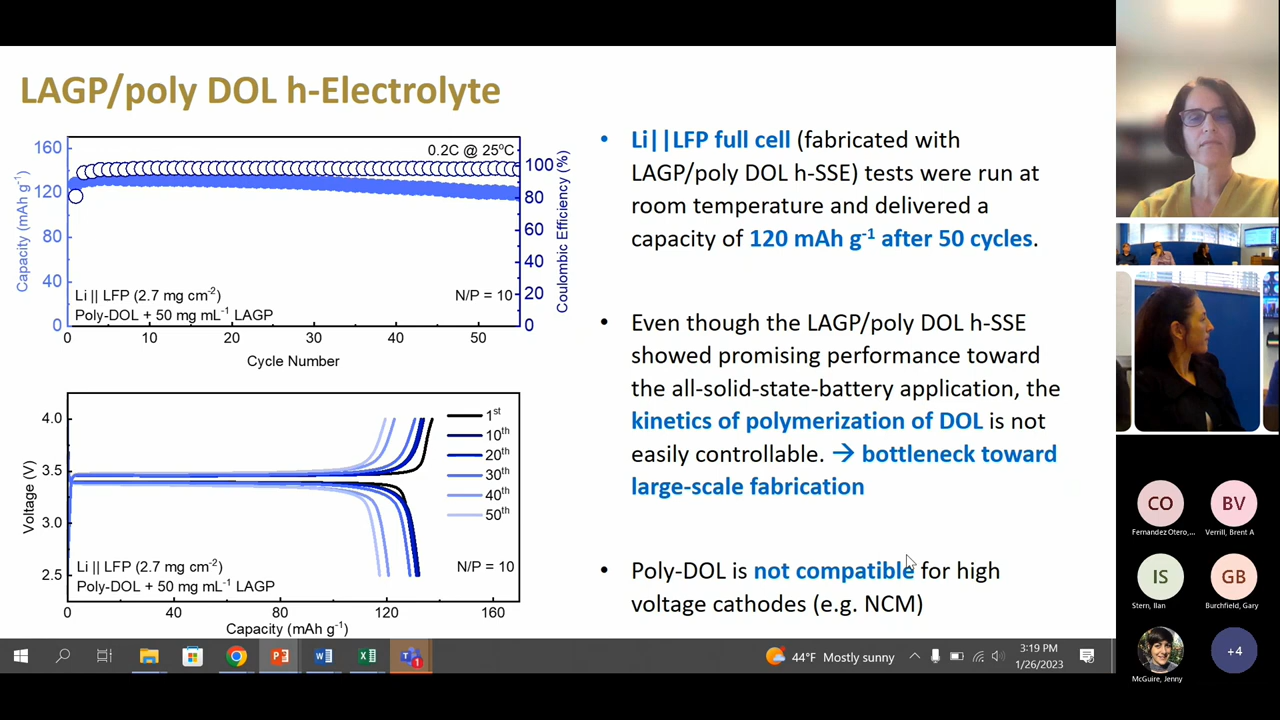 LAGP/poly DOL h-Electrolyte
160
120
80
40
0
Capacity (mAh g⁻¹)
0.2C @ 25°C
100
80
60
40
20
0
Coulombic Efficiency (%)
Li || LFP (2.7 mg cm⁻²)
N/P = 10
Poly-DOL + 50 mg mL⁻¹ LAGP
0 10 20 30 40 50
Cycle Number
4.0
3.5
3.0
2.5
Voltage (V)
1st
10th
20th
30th
40th
50th
Li || LFP (2.7 mg cm⁻²)
N/P = 10
Poly-DOL + 50 mg mL⁻¹ LAGP
0 40 80 120 160
Capacity (mAh g⁻¹)
• Li||LFP full cell (fabricated with
LAGP/poly DOL h-SSE) tests were run at
room temperature and delivered a
capacity of 120 mAh g⁻¹ after 50 cycles.
• Even though the LAGP/poly DOL h-SSE
showed promising performance toward
the all-solid-state-battery application, the
kinetics of polymerization of DOL is not
easily controllable. → bottleneck toward
large-scale fabrication
• Poly-DOL is not compatible for high
voltage cathodes (e.g. NCM)
CO
BV
Fernandez Otero,...
Verrill, Brent A
IS
GB
Stern, Ilan
Burchfield, Gary
+4
McGuire, Jenny
1
44°F Mostly sunny
3:19 PM
1/26/2023